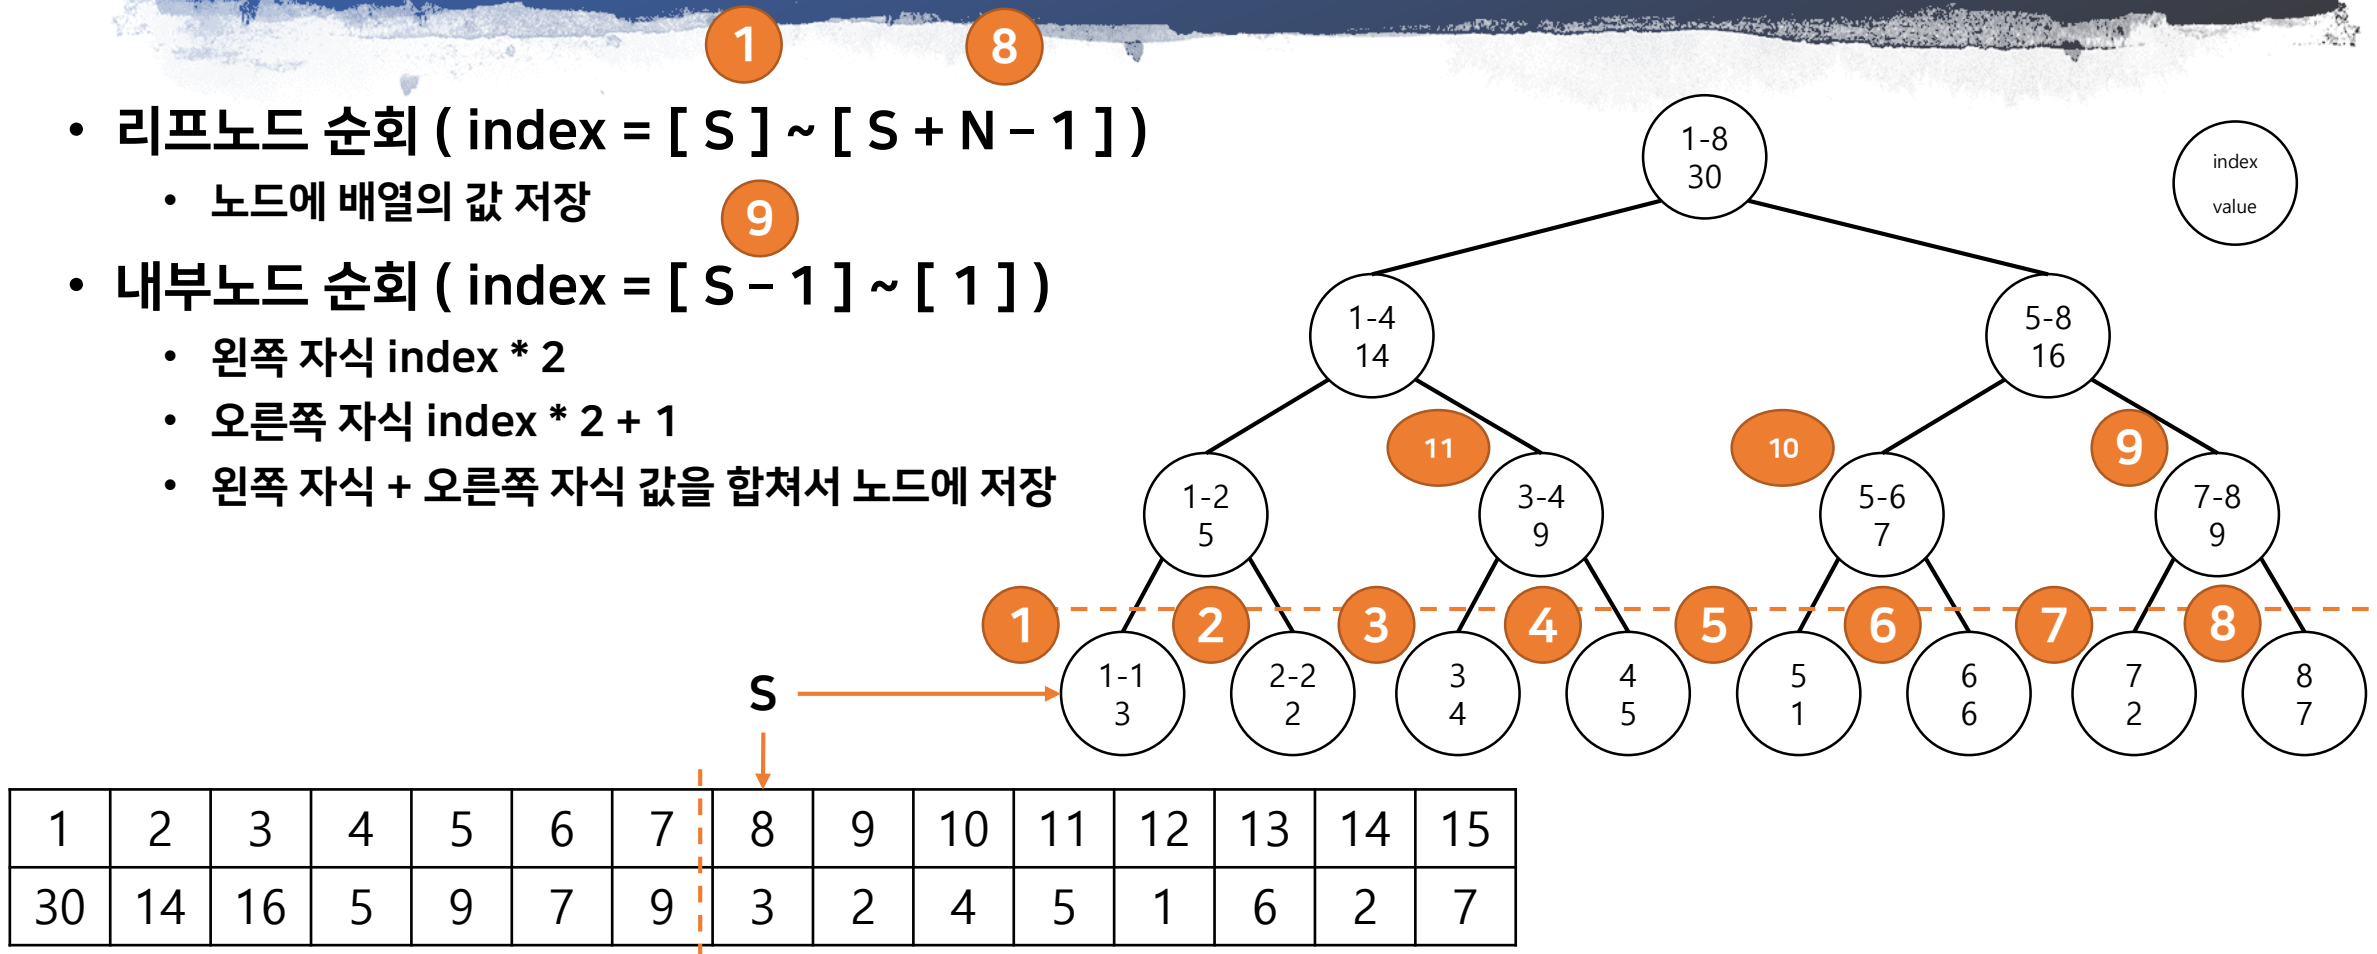 1 8
• 리프노드 순회 ( index = [ S ] ~ [ S + N – 1 ] )
• 노드에 배열의 값 저장
9
• 내부노드 순회 ( index = [ S – 1 ] ~ [ 1 ] )
• 왼쪽 자식 index * 2
• 오른쪽 자식 index * 2 + 1
• 왼쪽 자식 + 오른쪽 자식 값을 합쳐서 노드에 저장
1-8
30
index
value
1-4
14
5-8
16
11 10 9
1-2
5
3-4
9
5-6
7
7-8
9
1 2 3 4 5 6 7 8
1-1
3
2-2
2
3
4
4
5
5
1
6
6
7
2
8
7
S
1 2 3 4 5 6 7 8 9 10 11 12 13 14 15
30 14 16 5 9 7 9 3 2 4 5 1 6 2 7